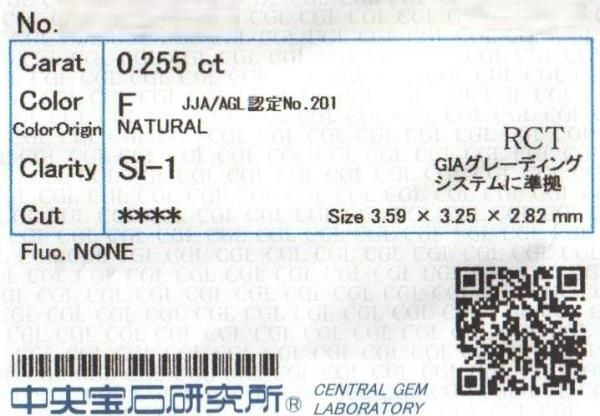 No.
Carat 0.255 ct
Color F JJA/AGL認定No.201
ColorOrigin NATURAL
RCT
Clarity SI-1 GIAグレーディング
システムに準拠
Cut **** Size 3.59 × 3.25 × 2.82 mm
Fluo. NONE
中央宝石研究所® CENTRAL GEM
LABORATORY